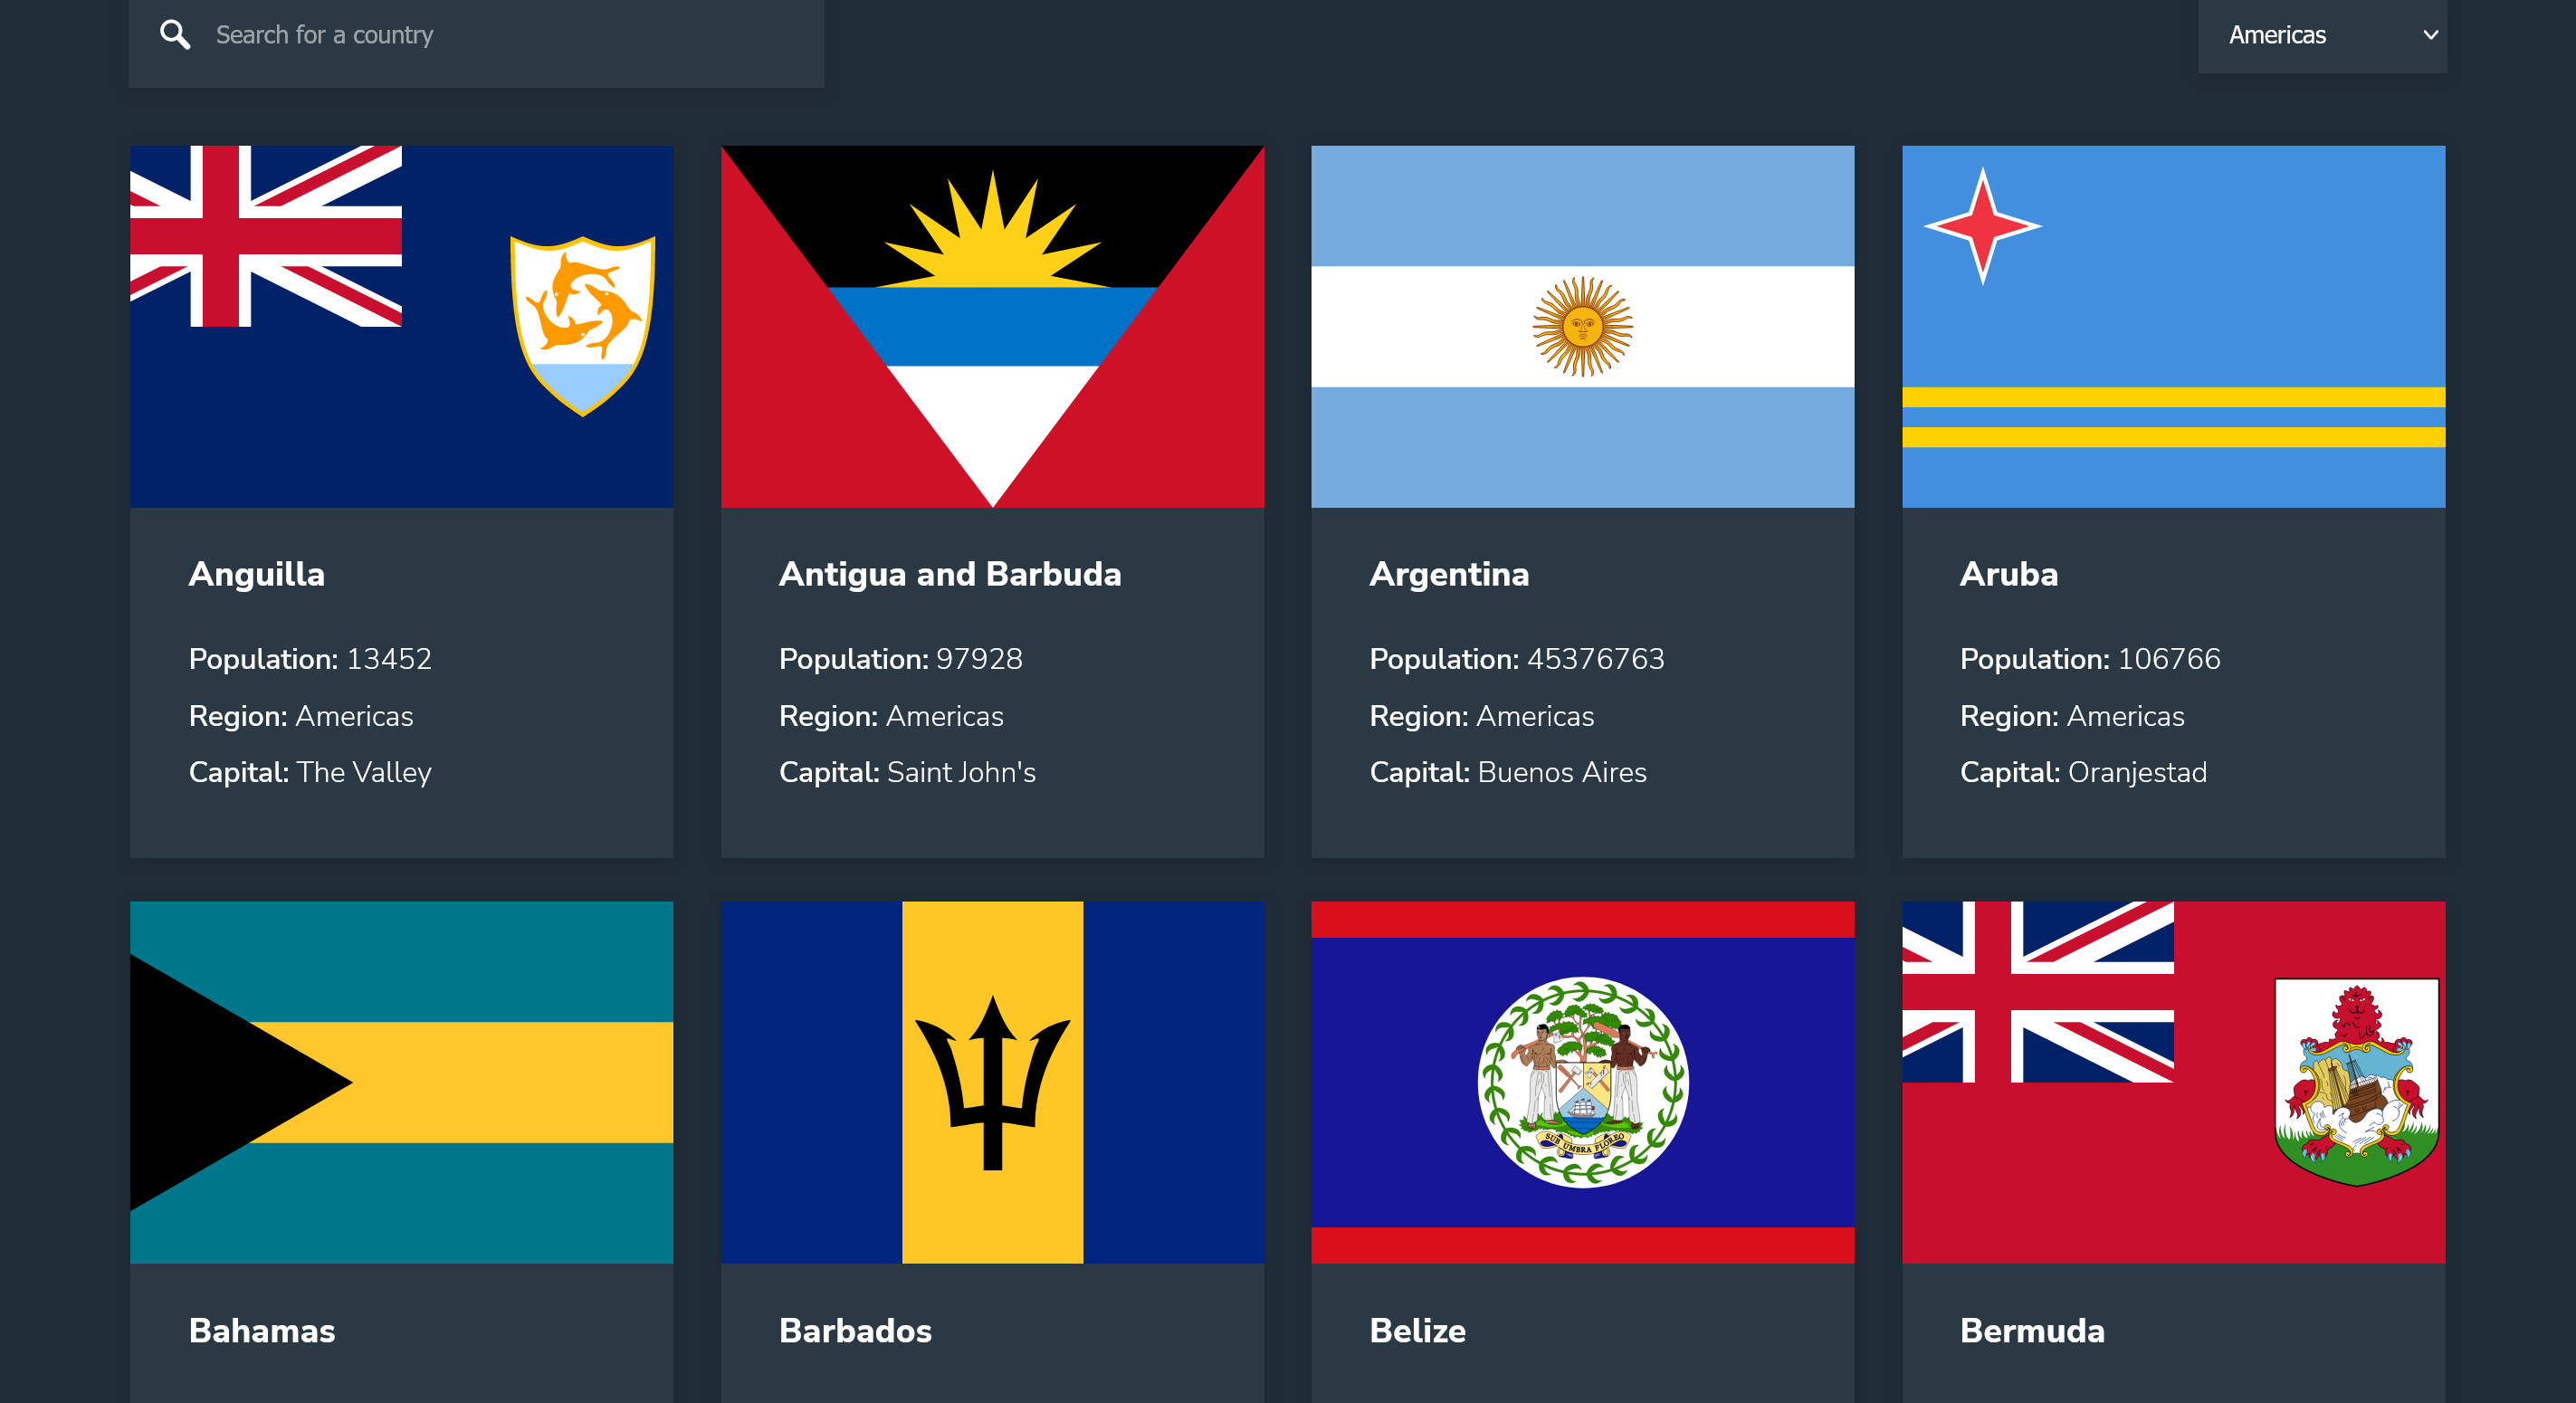 Search for a country
Americas
Anguilla
Population: 13452
Region: Americas
Capital: The Valley
Antigua and Barbuda
Population: 97928
Region: Americas
Capital: Saint John's
Argentina
Population: 45376763
Region: Americas
Capital: Buenos Aires
Aruba
Population: 106766
Region: Americas
Capital: Oranjestad
SUB UMBRA FLOREO
Bahamas
Barbados
Belize
Bermuda